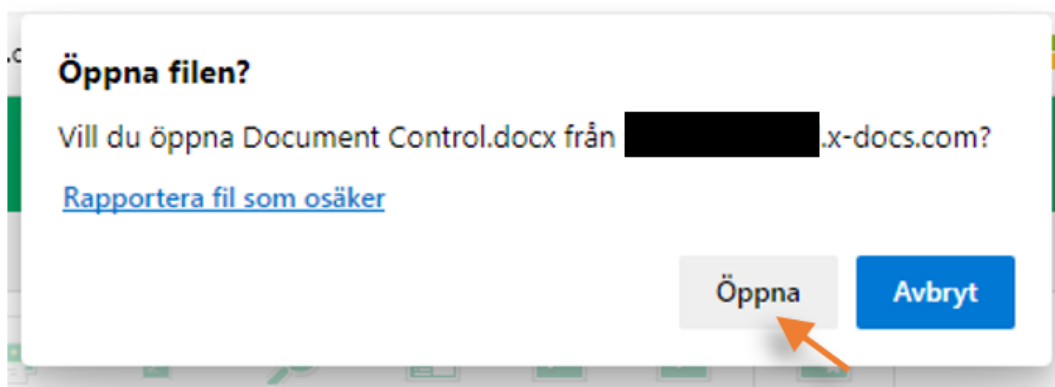 Öppna filen?
Vill du öppna Document Control.docx från .x-docs.com?
Rapportera fil som osäker
Öppna
Avbryt